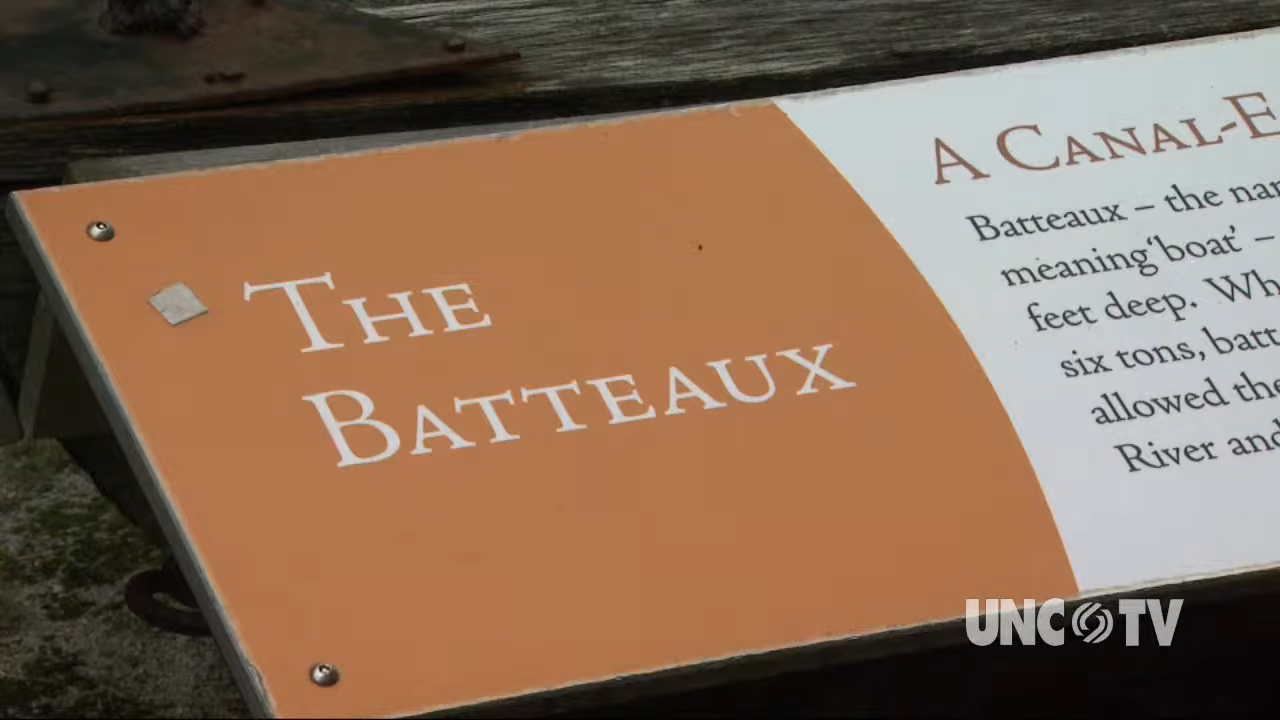 THE
BATTEAUX
A CANAL-E
Batteaux – the nar
meaning 'boat' –
feet deep. Wh
six tons, batt
allowed the
River and
UNC TV